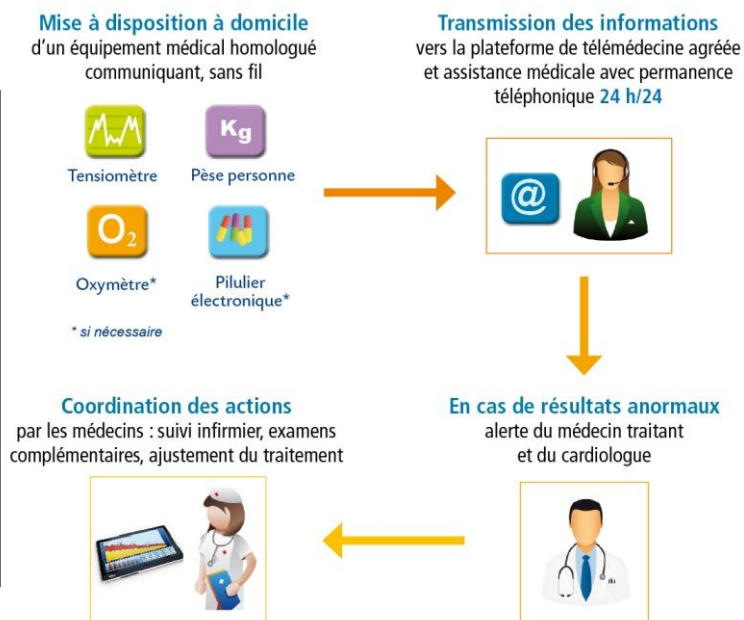 Mise à disposition à domicile
d'un équipement médical homologué
communiquant, sans fil
Kg
Tensiomètre
Pèse personne
O2
Oxymètre*
Pilulier
électronique*
* si nécessaire
Transmission des informations
vers la plateforme de télémédecine agréée
et assistance médicale avec permanence
téléphonique 24 h/24
@
En cas de résultats anormaux
alerte du médecin traitant
et du cardiologue
Coordination des actions
par les médecins : suivi infirmier, examens
complémentaires, ajustement du traitement